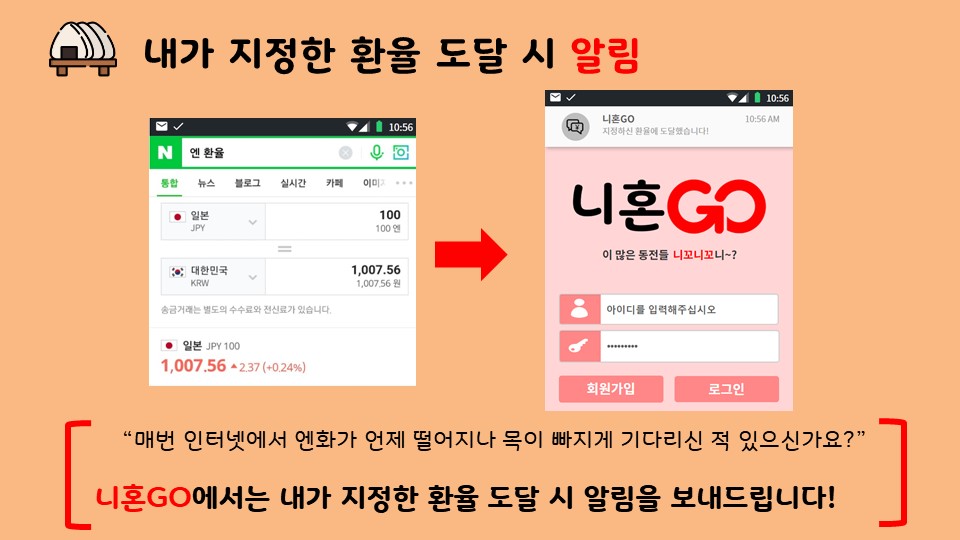 내가 지정한 환율 도달 시 알림
10:56
N 엔 환율
통합 뉴스 블로그 실시간 카페 이미지
일본 100
JPY 100 엔
대한민국 1,007.56
KRW 1,007.56 원
송금거래는 별도의 수수료와 전신료가 있습니다.
일본 JPY 100
1,007.56 ▲ 2.37 (+0.24%)
10:56
니혼GO 10:56 AM
지정하신 환율에 도달했습니다!
니혼GO
이 많은 동전들 니꼬니꼬니~?
아이디를 입력해주십시오
•••••••••
회원가입 로그인
“매번 인터넷에서 엔화가 언제 떨어지나 목이 빠지게 기다리신 적 있으신가요?”
니혼GO에서는 내가 지정한 환율 도달 시 알림을 보내드립니다!